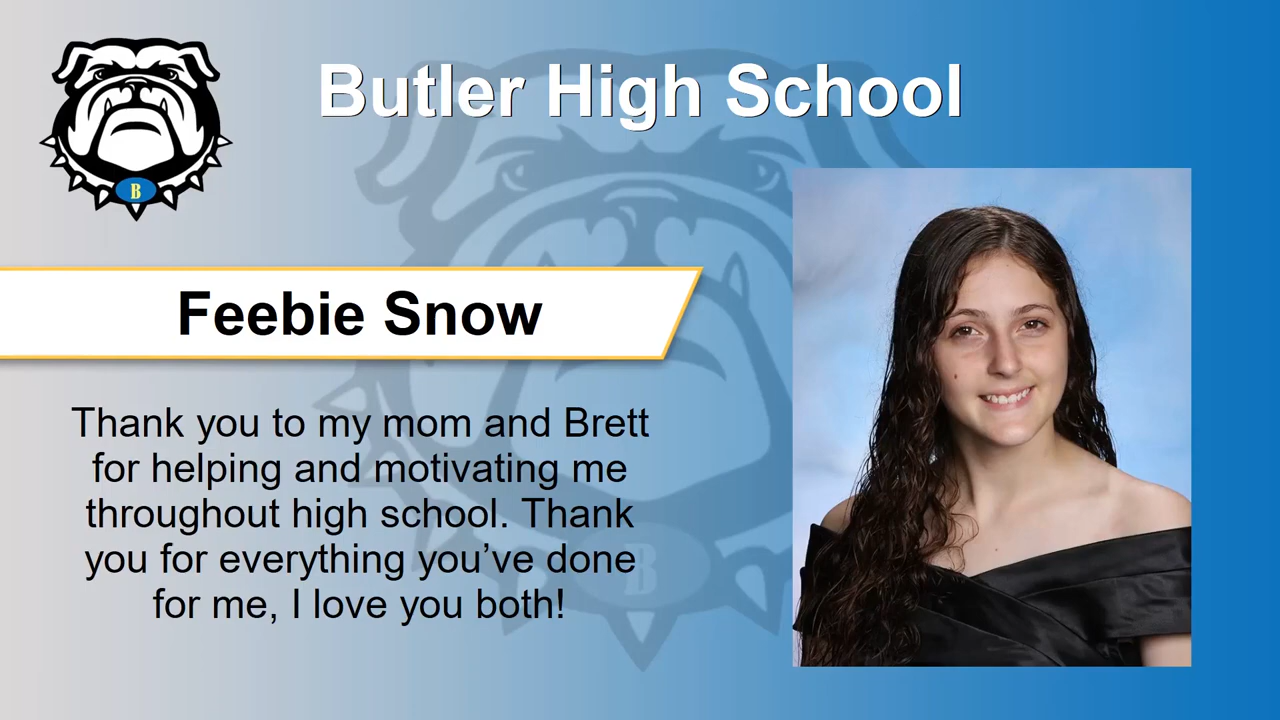 Butler High School
B
Feebie Snow
Thank you to my mom and Brett
for helping and motivating me
throughout high school. Thank
you for everything you’ve done
for me, I love you both!
B